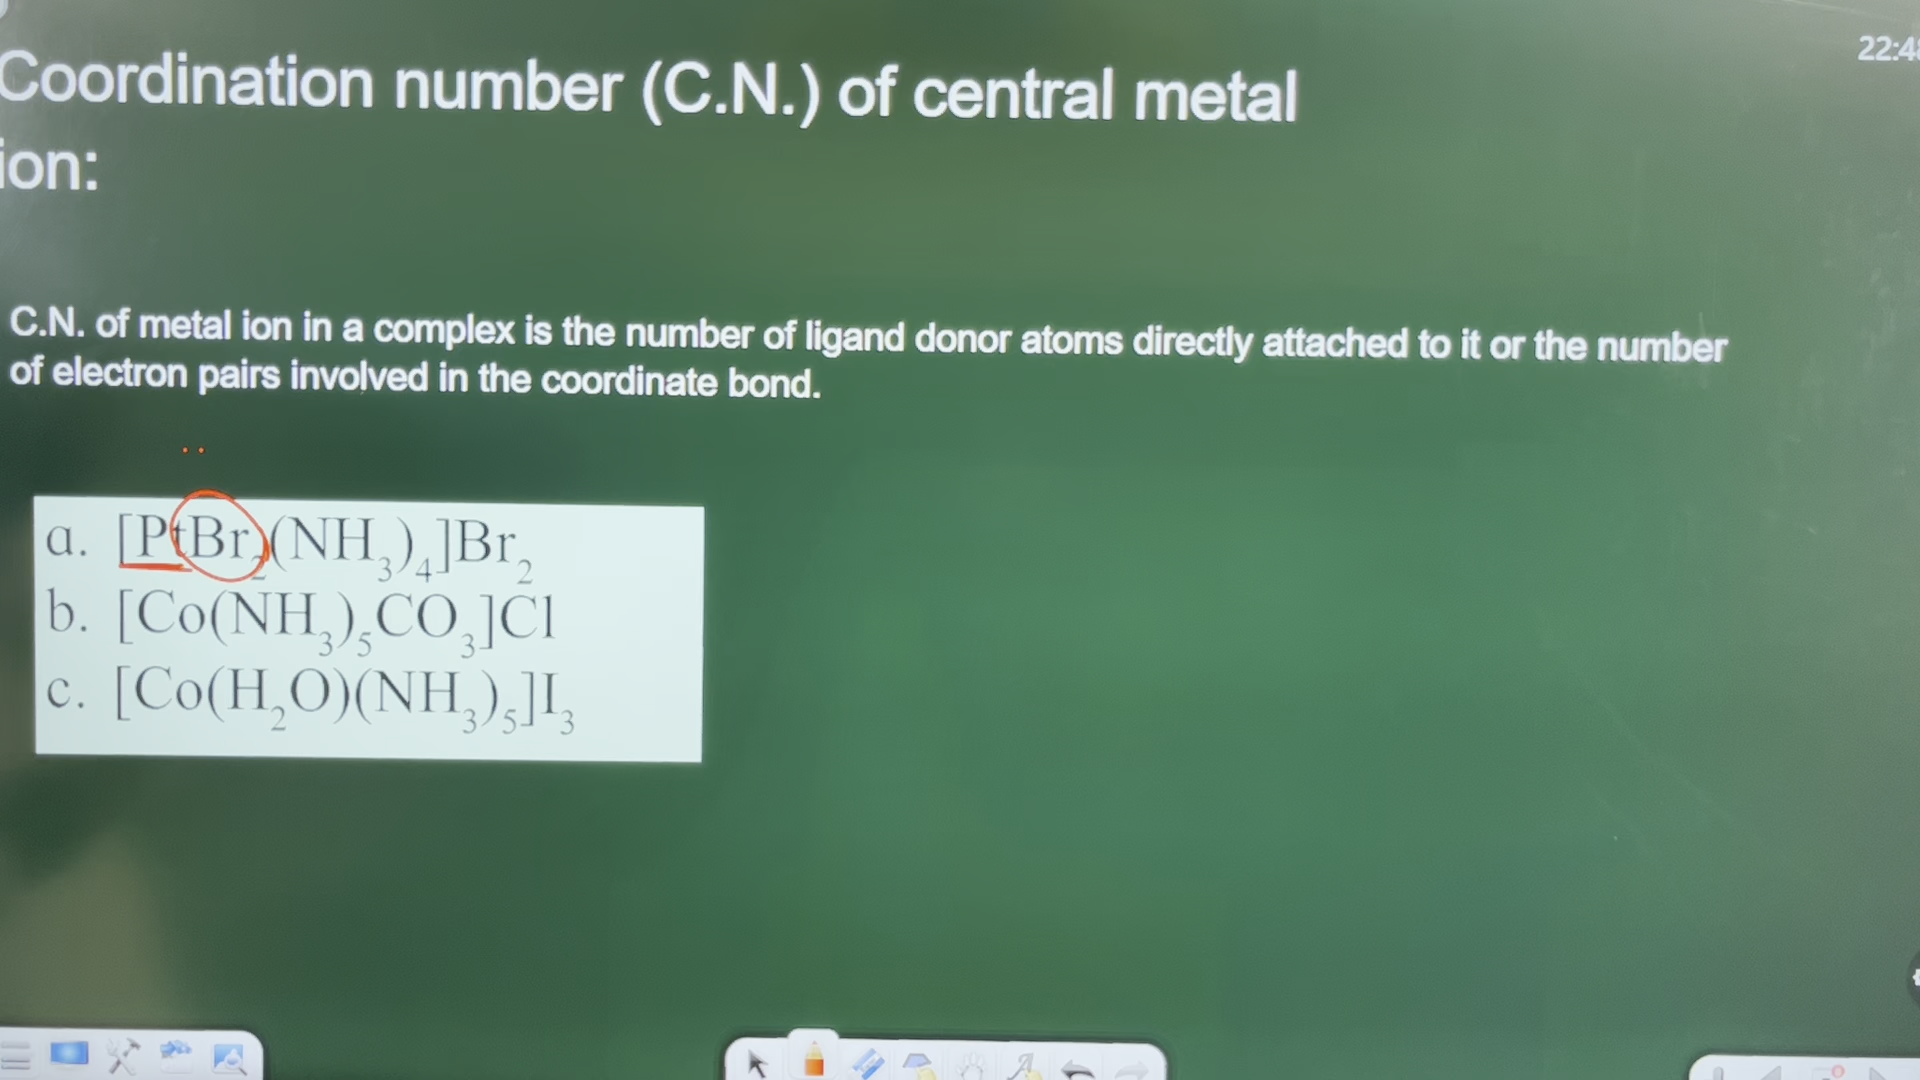 Coordination number (C.N.) of central metal
ion:
C.N. of metal ion in a complex is the number of ligand donor atoms directly attached to it or the number
of electron pairs involved in the coordinate bond.
a. [PtBr₂(NH₃)₄]Br₂
b. [Co(NH₃)₅CO₃]Cl
c. [Co(H₂O)(NH₃)₅]I₃